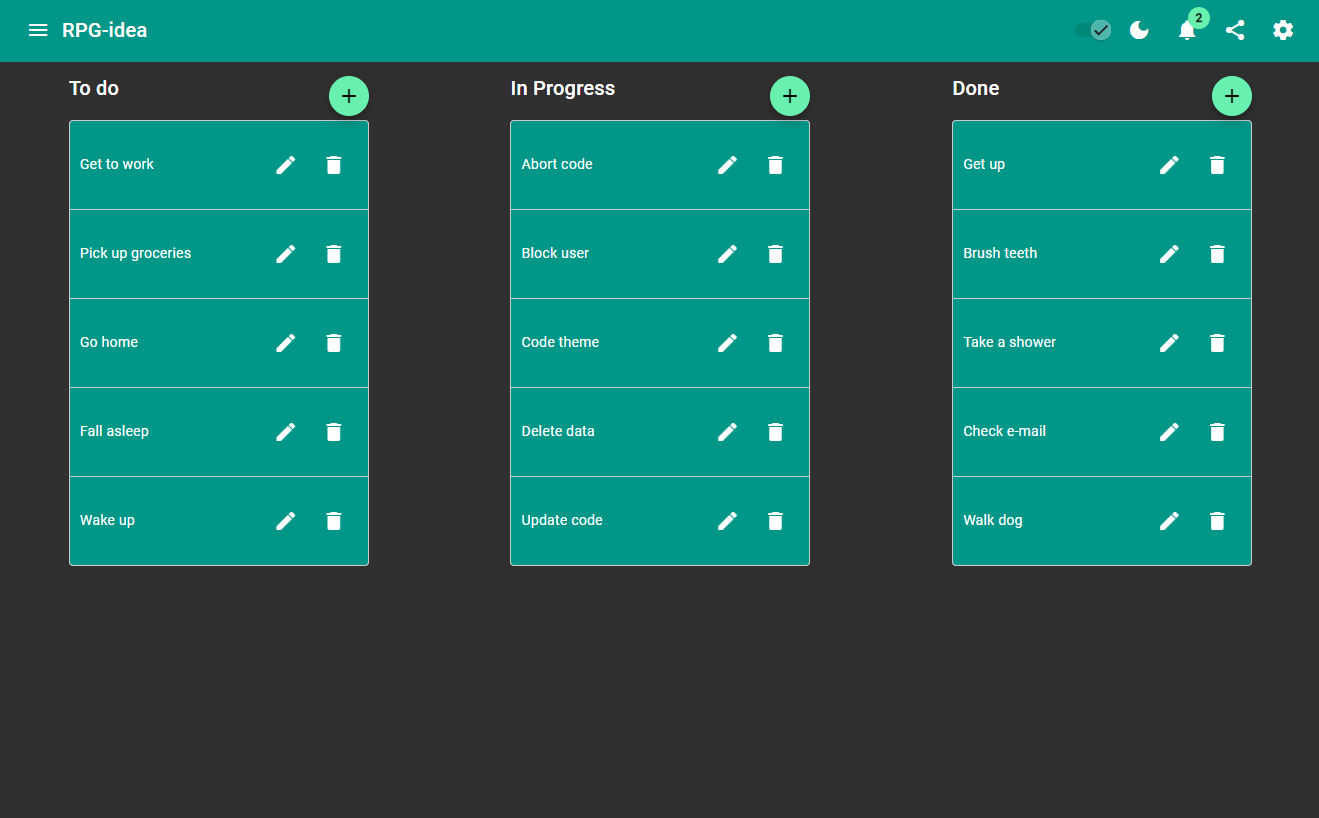 RPG-idea
2
To do
Get to work
Pick up groceries
Go home
Fall asleep
Wake up
In Progress
Abort code
Block user
Code theme
Delete data
Update code
Done
Get up
Brush teeth
Take a shower
Check e-mail
Walk dog